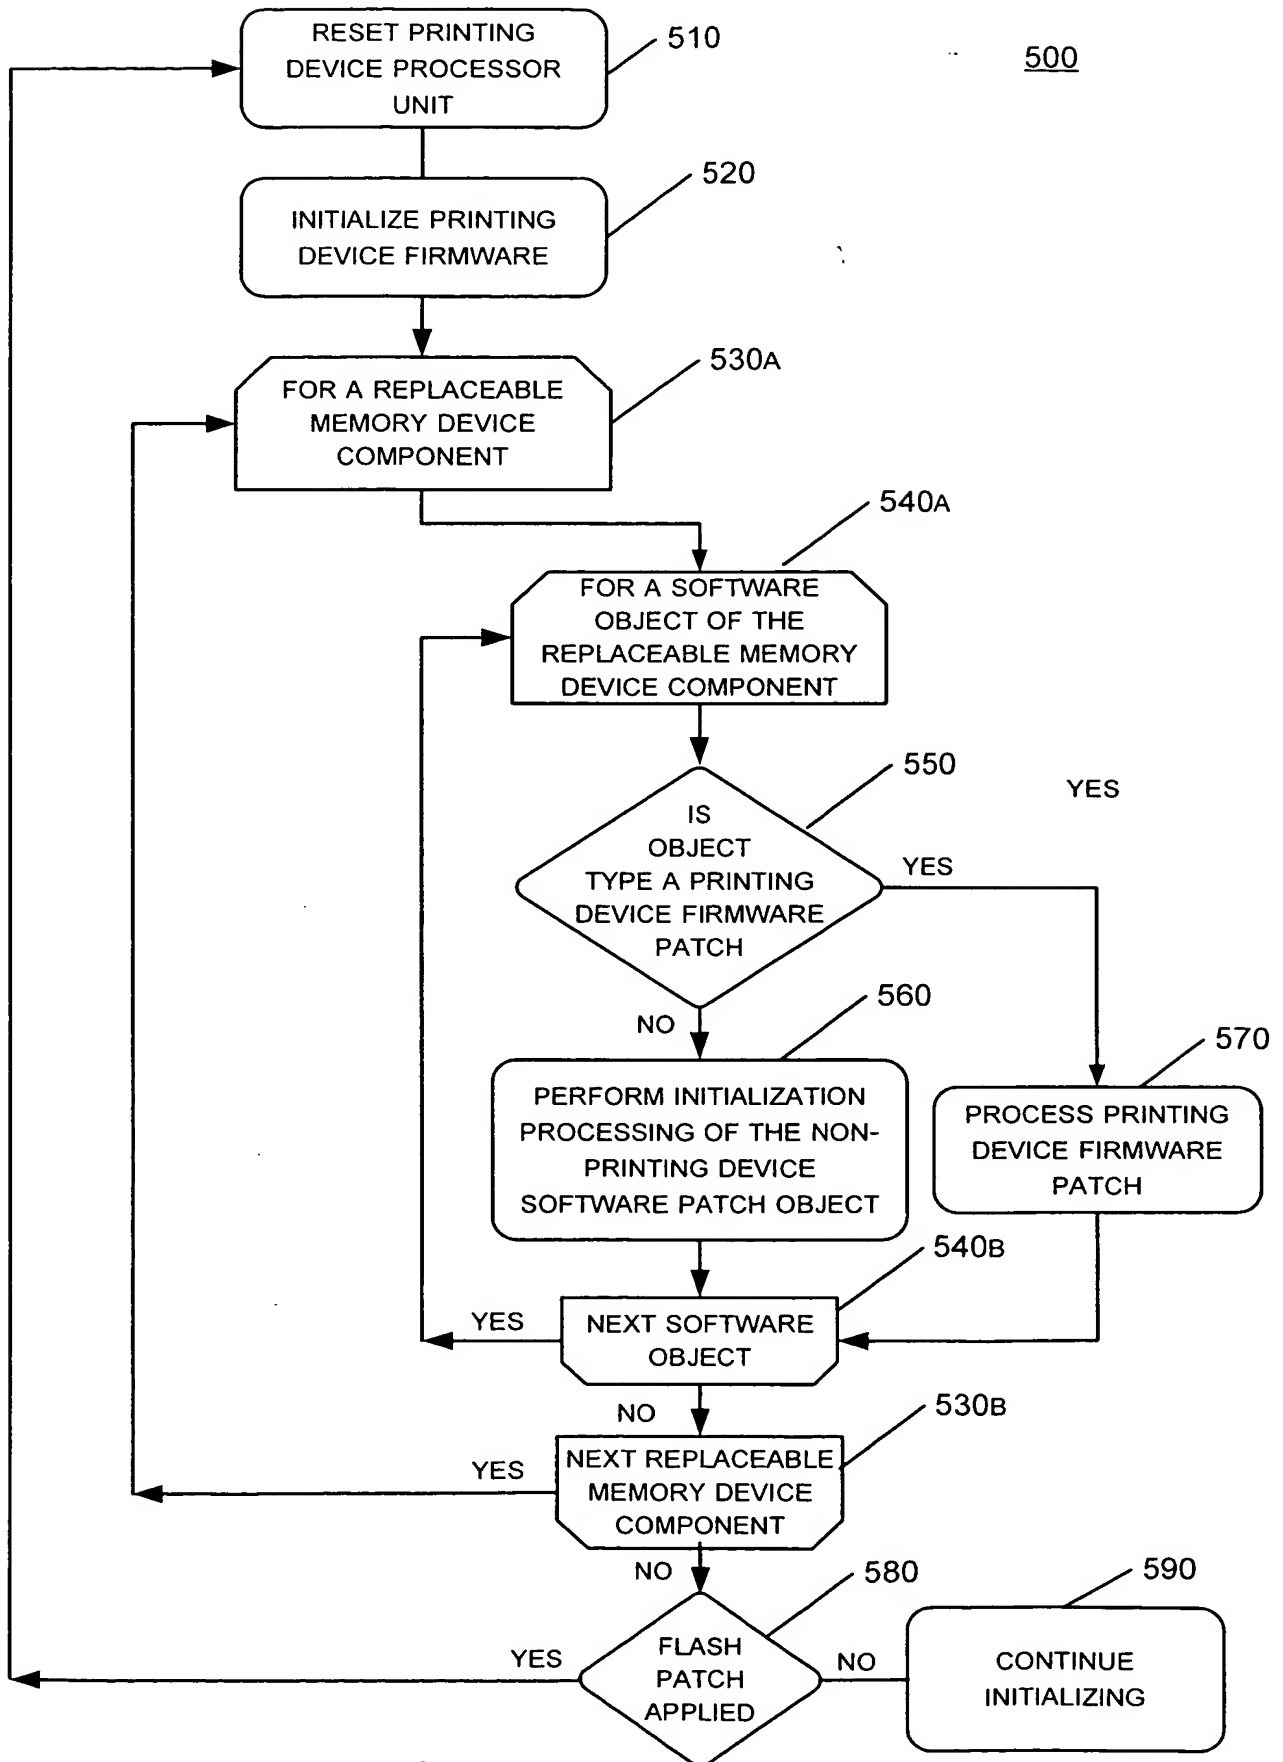 RESET PRINTING
DEVICE PROCESSOR
UNIT
510
500
INITIALIZE PRINTING
DEVICE FIRMWARE
520
FOR A REPLACEABLE
MEMORY DEVICE
COMPONENT
530A
540A
FOR A SOFTWARE
OBJECT OF THE
REPLACEABLE MEMORY
DEVICE COMPONENT
550
YES
IS
OBJECT
TYPE A PRINTING
DEVICE FIRMWARE
PATCH
YES
NO
560
570
PERFORM INITIALIZATION
PROCESSING OF THE NON-
PRINTING DEVICE
SOFTWARE PATCH OBJECT
PROCESS PRINTING
DEVICE FIRMWARE
PATCH
540B
YES
NEXT SOFTWARE
OBJECT
NO
530B
YES
NEXT REPLACEABLE
MEMORY DEVICE
COMPONENT
NO
580
590
YES
FLASH
PATCH
APPLIED
NO
CONTINUE
INITIALIZING